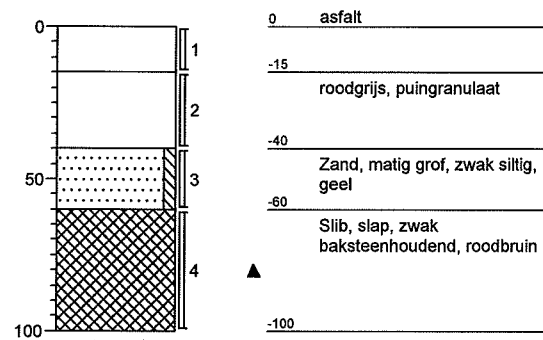 0
50
100
1
2
3
4
0 asfalt
-15
roodgrijs, puingranulaat
-40
Zand, matig grof, zwak siltig,
geel
-60
Slib, slap, zwak
baksteenhoudend, roodbruin
-100